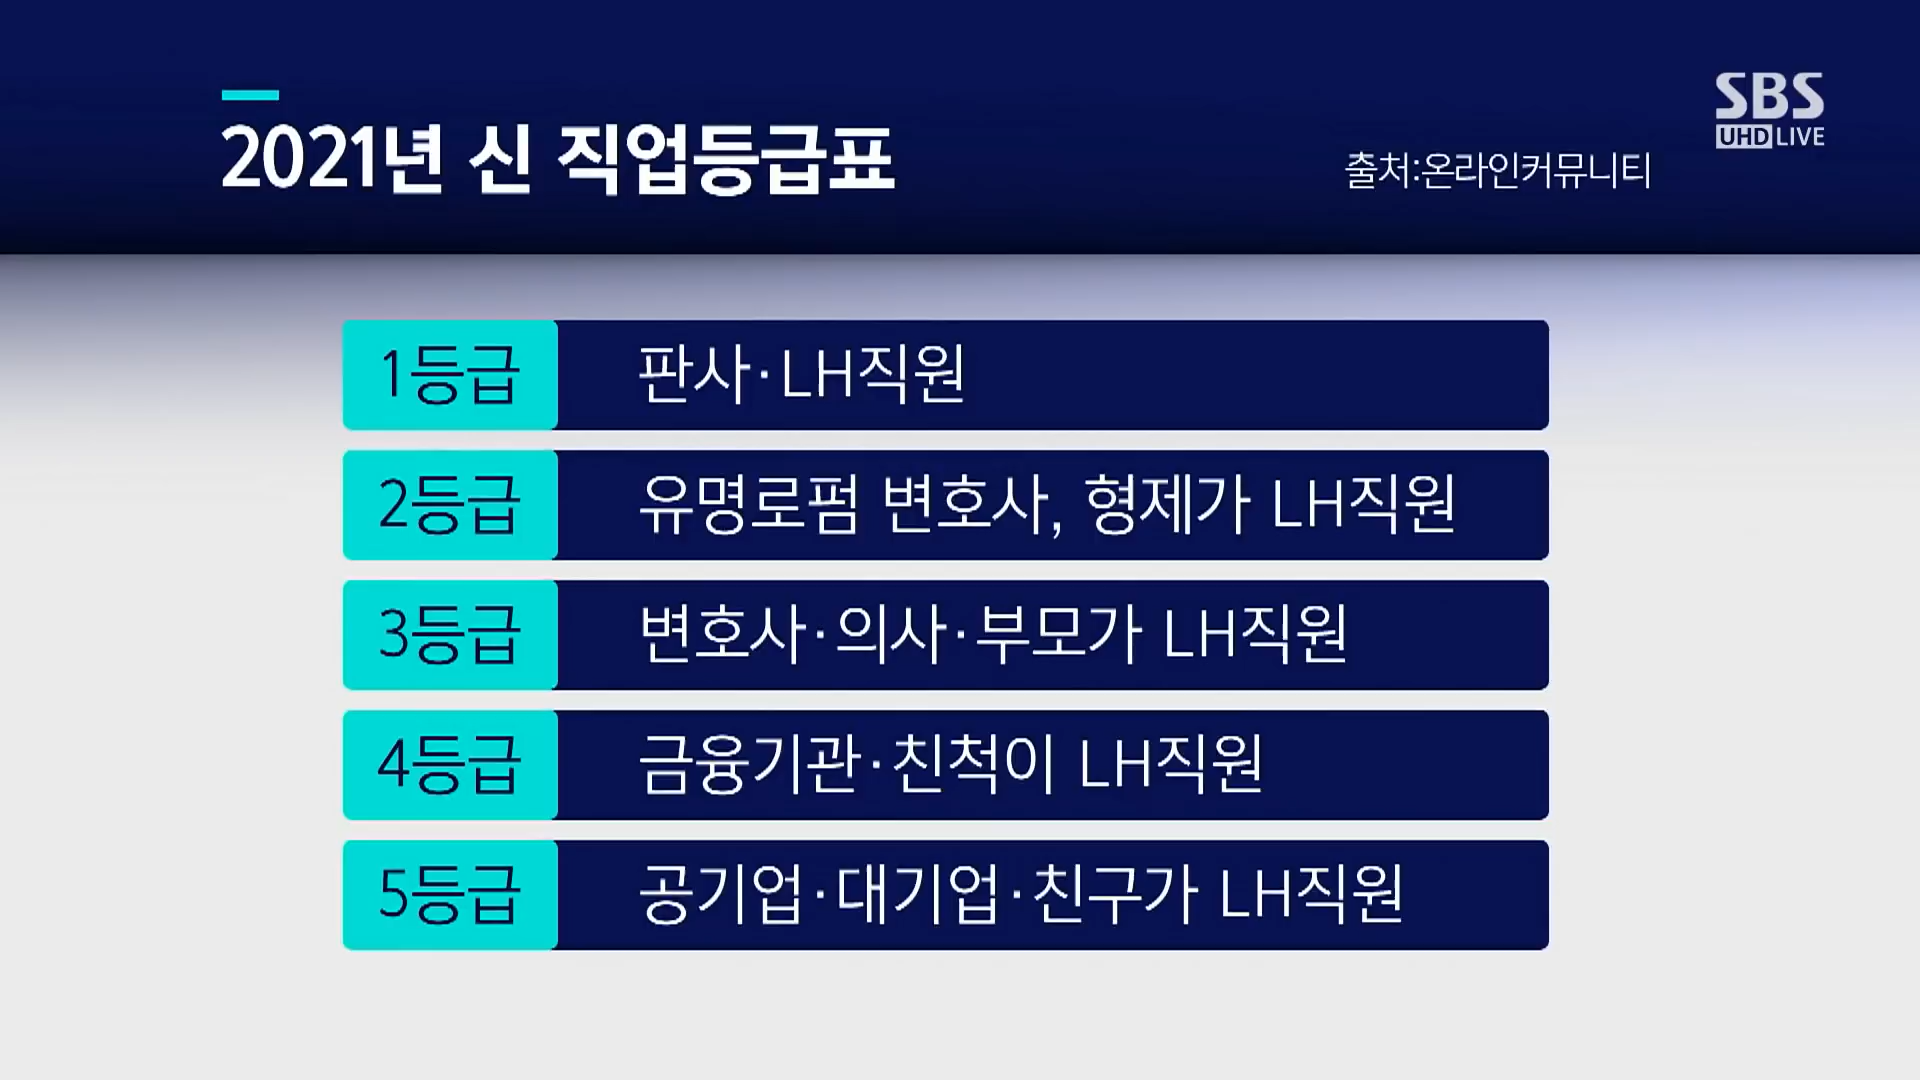 SBS
UHD LIVE
2021년 신 직업등급표
출처:온라인커뮤니티
1등급 판사·LH직원
2등급 유명로펌 변호사, 형제가 LH직원
3등급 변호사·의사·부모가 LH직원
4등급 금융기관·친척이 LH직원
5등급 공기업·대기업·친구가 LH직원